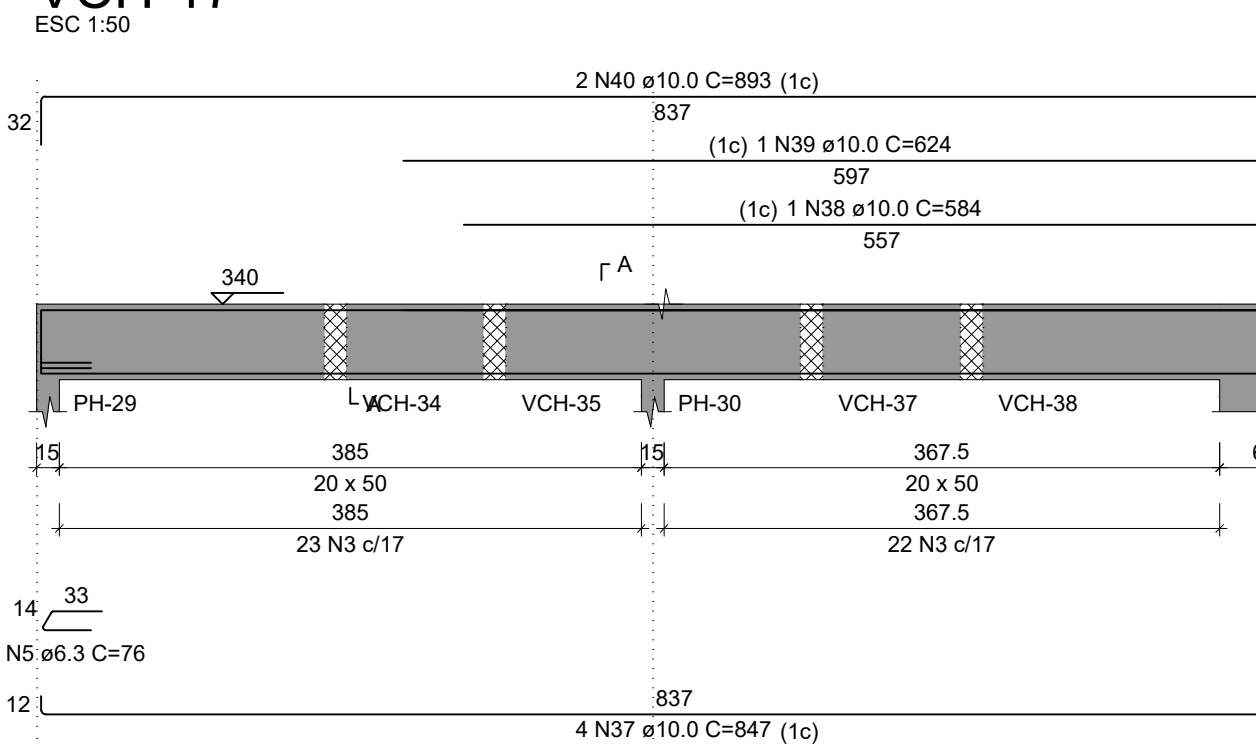 ESC 1:50
2 N40 ø10.0 C=893 (1c)
32
837
(1c) 1 N39 ø10.0 C=624
597
(1c) 1 N38 ø10.0 C=584
557
A
340
PH-29
A
VCH-34
VCH-35
PH-30
VCH-37
VCH-38
15
385
15
367.5
20 x 50
20 x 50
385
367.5
23 N3 c/17
22 N3 c/17
33
14
N5 ø6.3 C=76
12
837
4 N37 ø10.0 C=847 (1c)